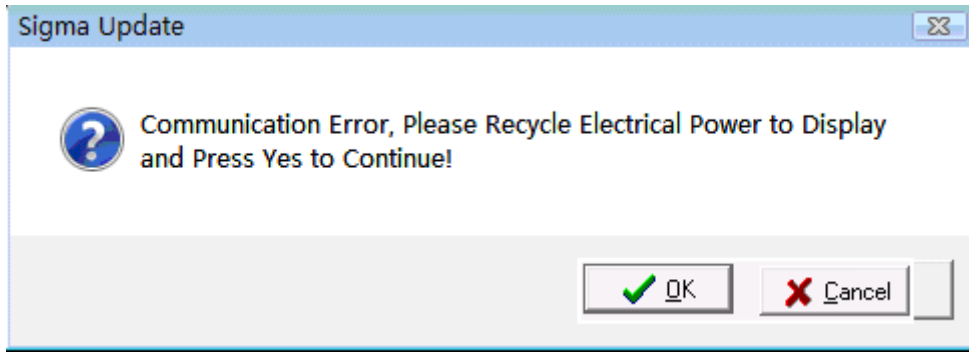 Sigma Update
Communication Error, Please Recycle Electrical Power to Display
and Press Yes to Continue!
OK
Cancel